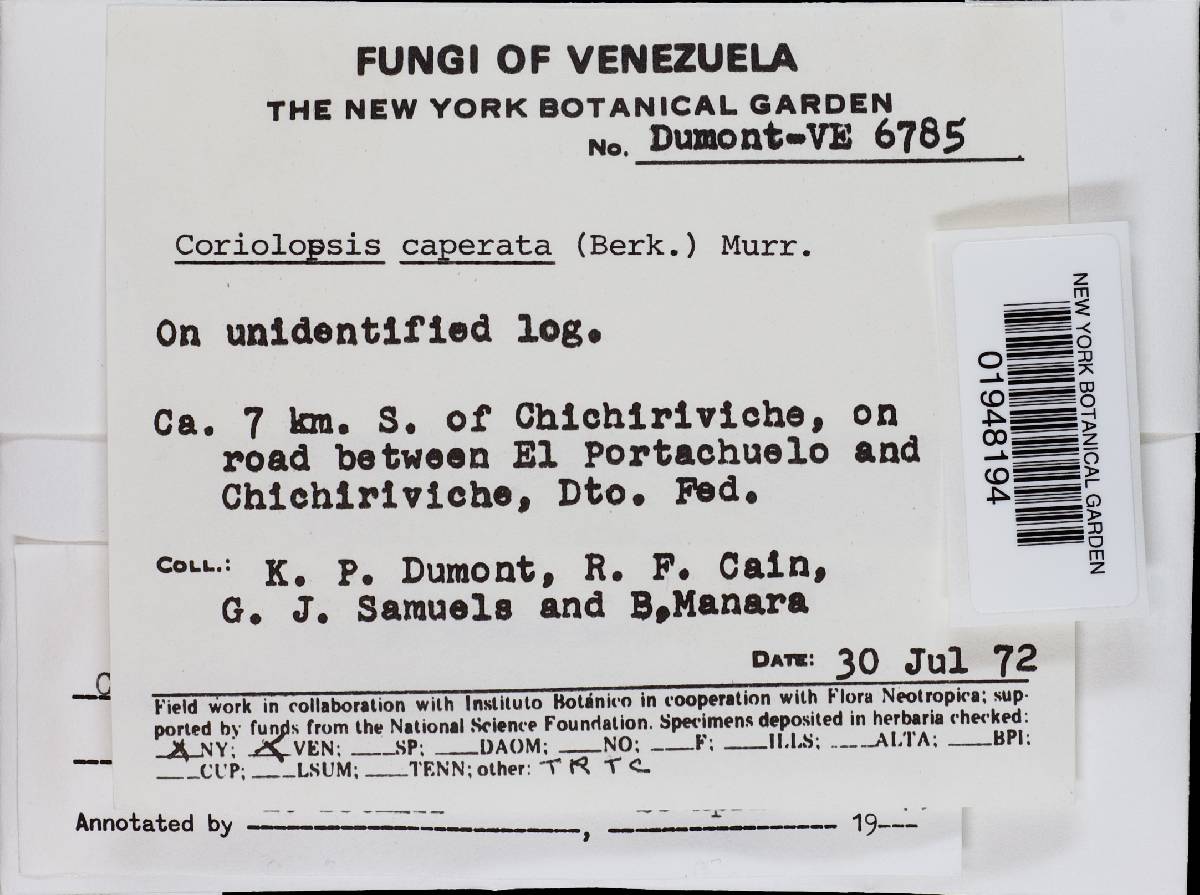 FUNGI OF VENEZUELA
THE NEW YORK BOTANICAL GARDEN
No. Dumont-VE 6785
Coriolopsis caperata (Berk.) Murr.
On unidentified log.
Ca. 7 km. S. of Chichiriviche, on
road between El Portachuelo and
Chichiriviche, Dto. Fed.
COLL.: K. P. Dumont, R. F. Cain,
G. J. Samuels and B,Manara
DATE: 30 Jul 72
Field work in collaboration with Instituto Botánico in cooperation with Flora Neotropica; sup-
ported by funds from the National Science Foundation. Specimens deposited in herbaria checked:
X NY; X VEN; ___SP; ___DAOM; ___NO; ___F; ___ILLS; ___ALTA; ___BPI;
___CUP; ___LSUM; ___TENN; other: TRTC
Annotated by ____________, ____________ 19___
NEW YORK BOTANICAL GARDEN
01948194